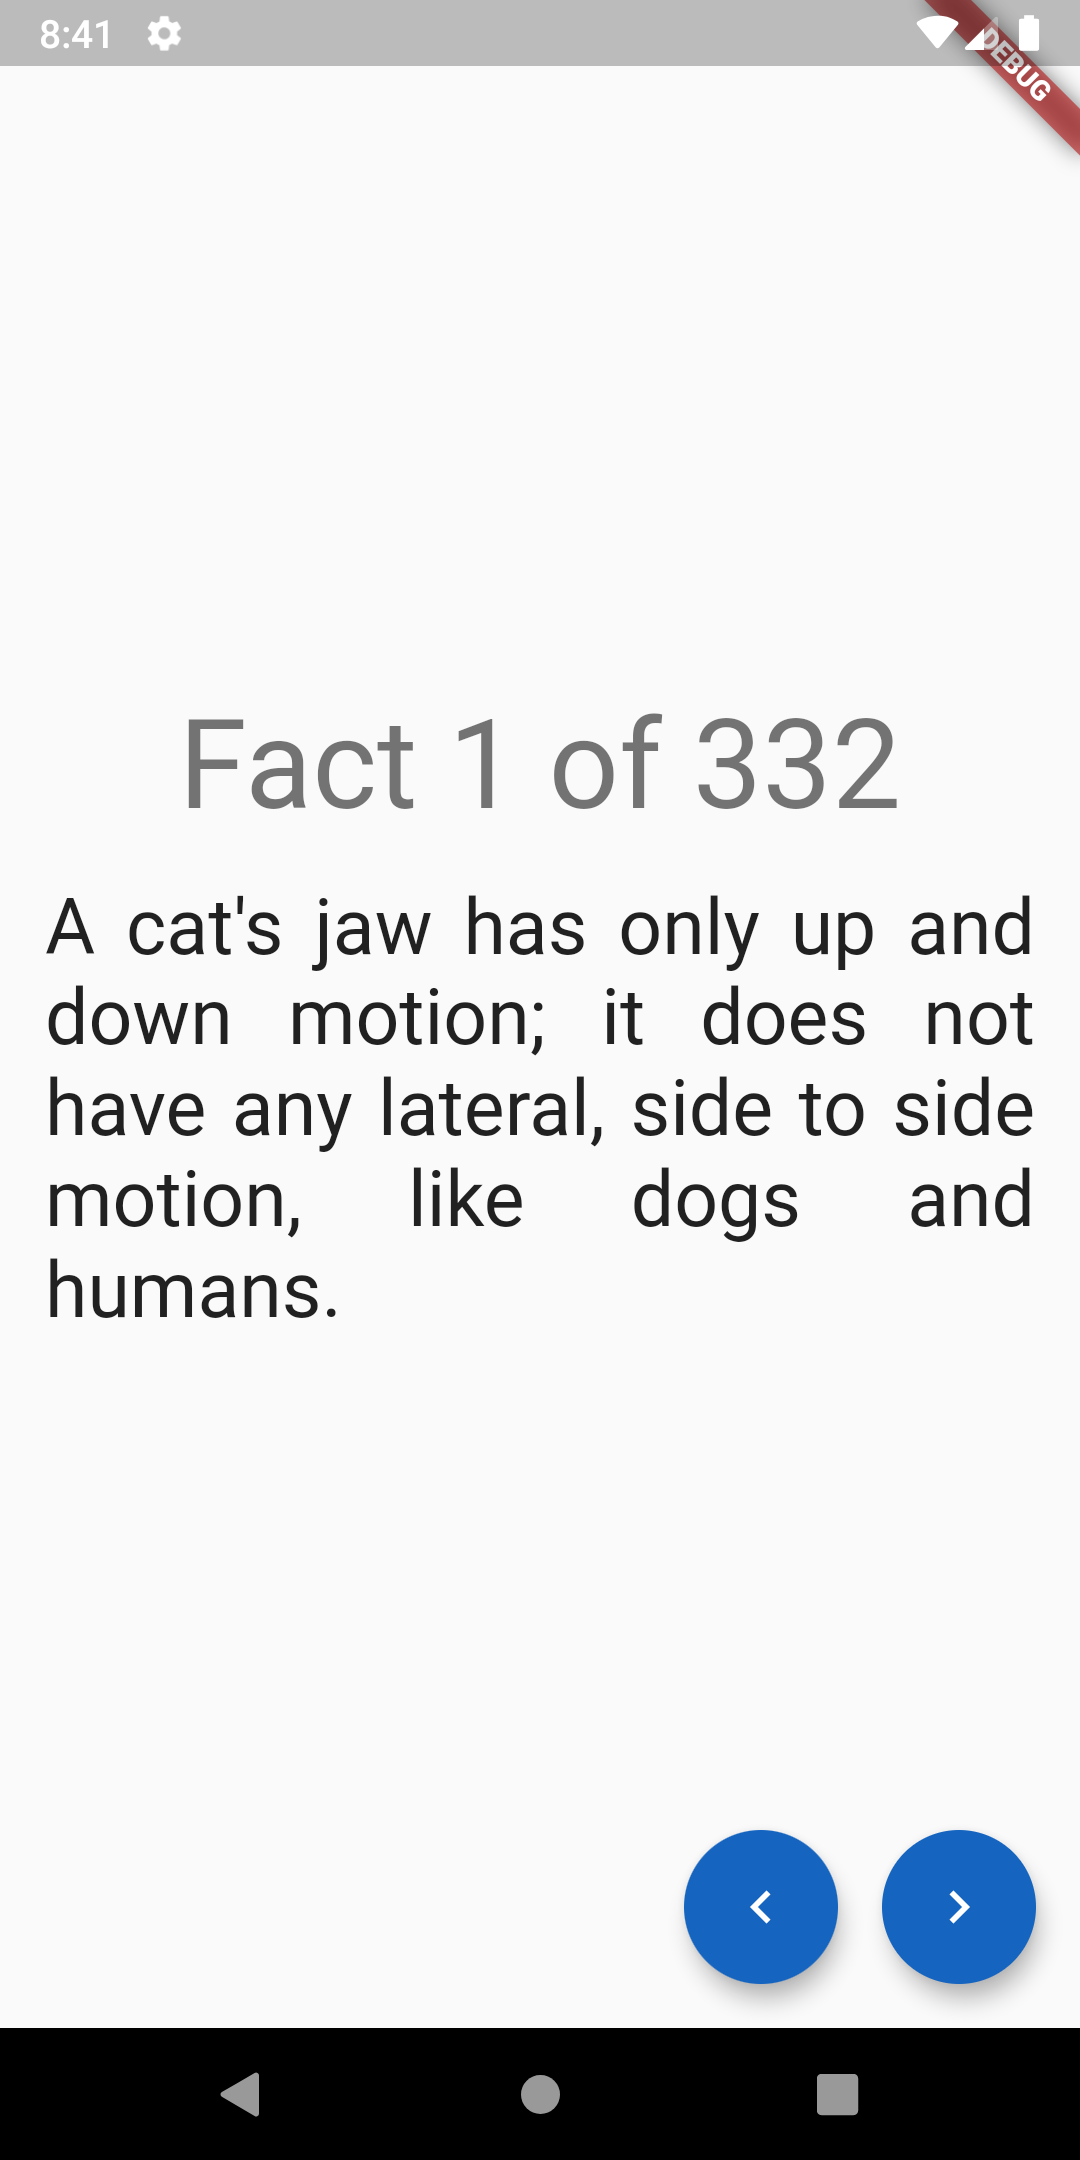 8:41
DEBUG
Fact 1 of 332
A cat's jaw has only up and
down motion; it does not
have any lateral, side to side
motion, like dogs and
humans.